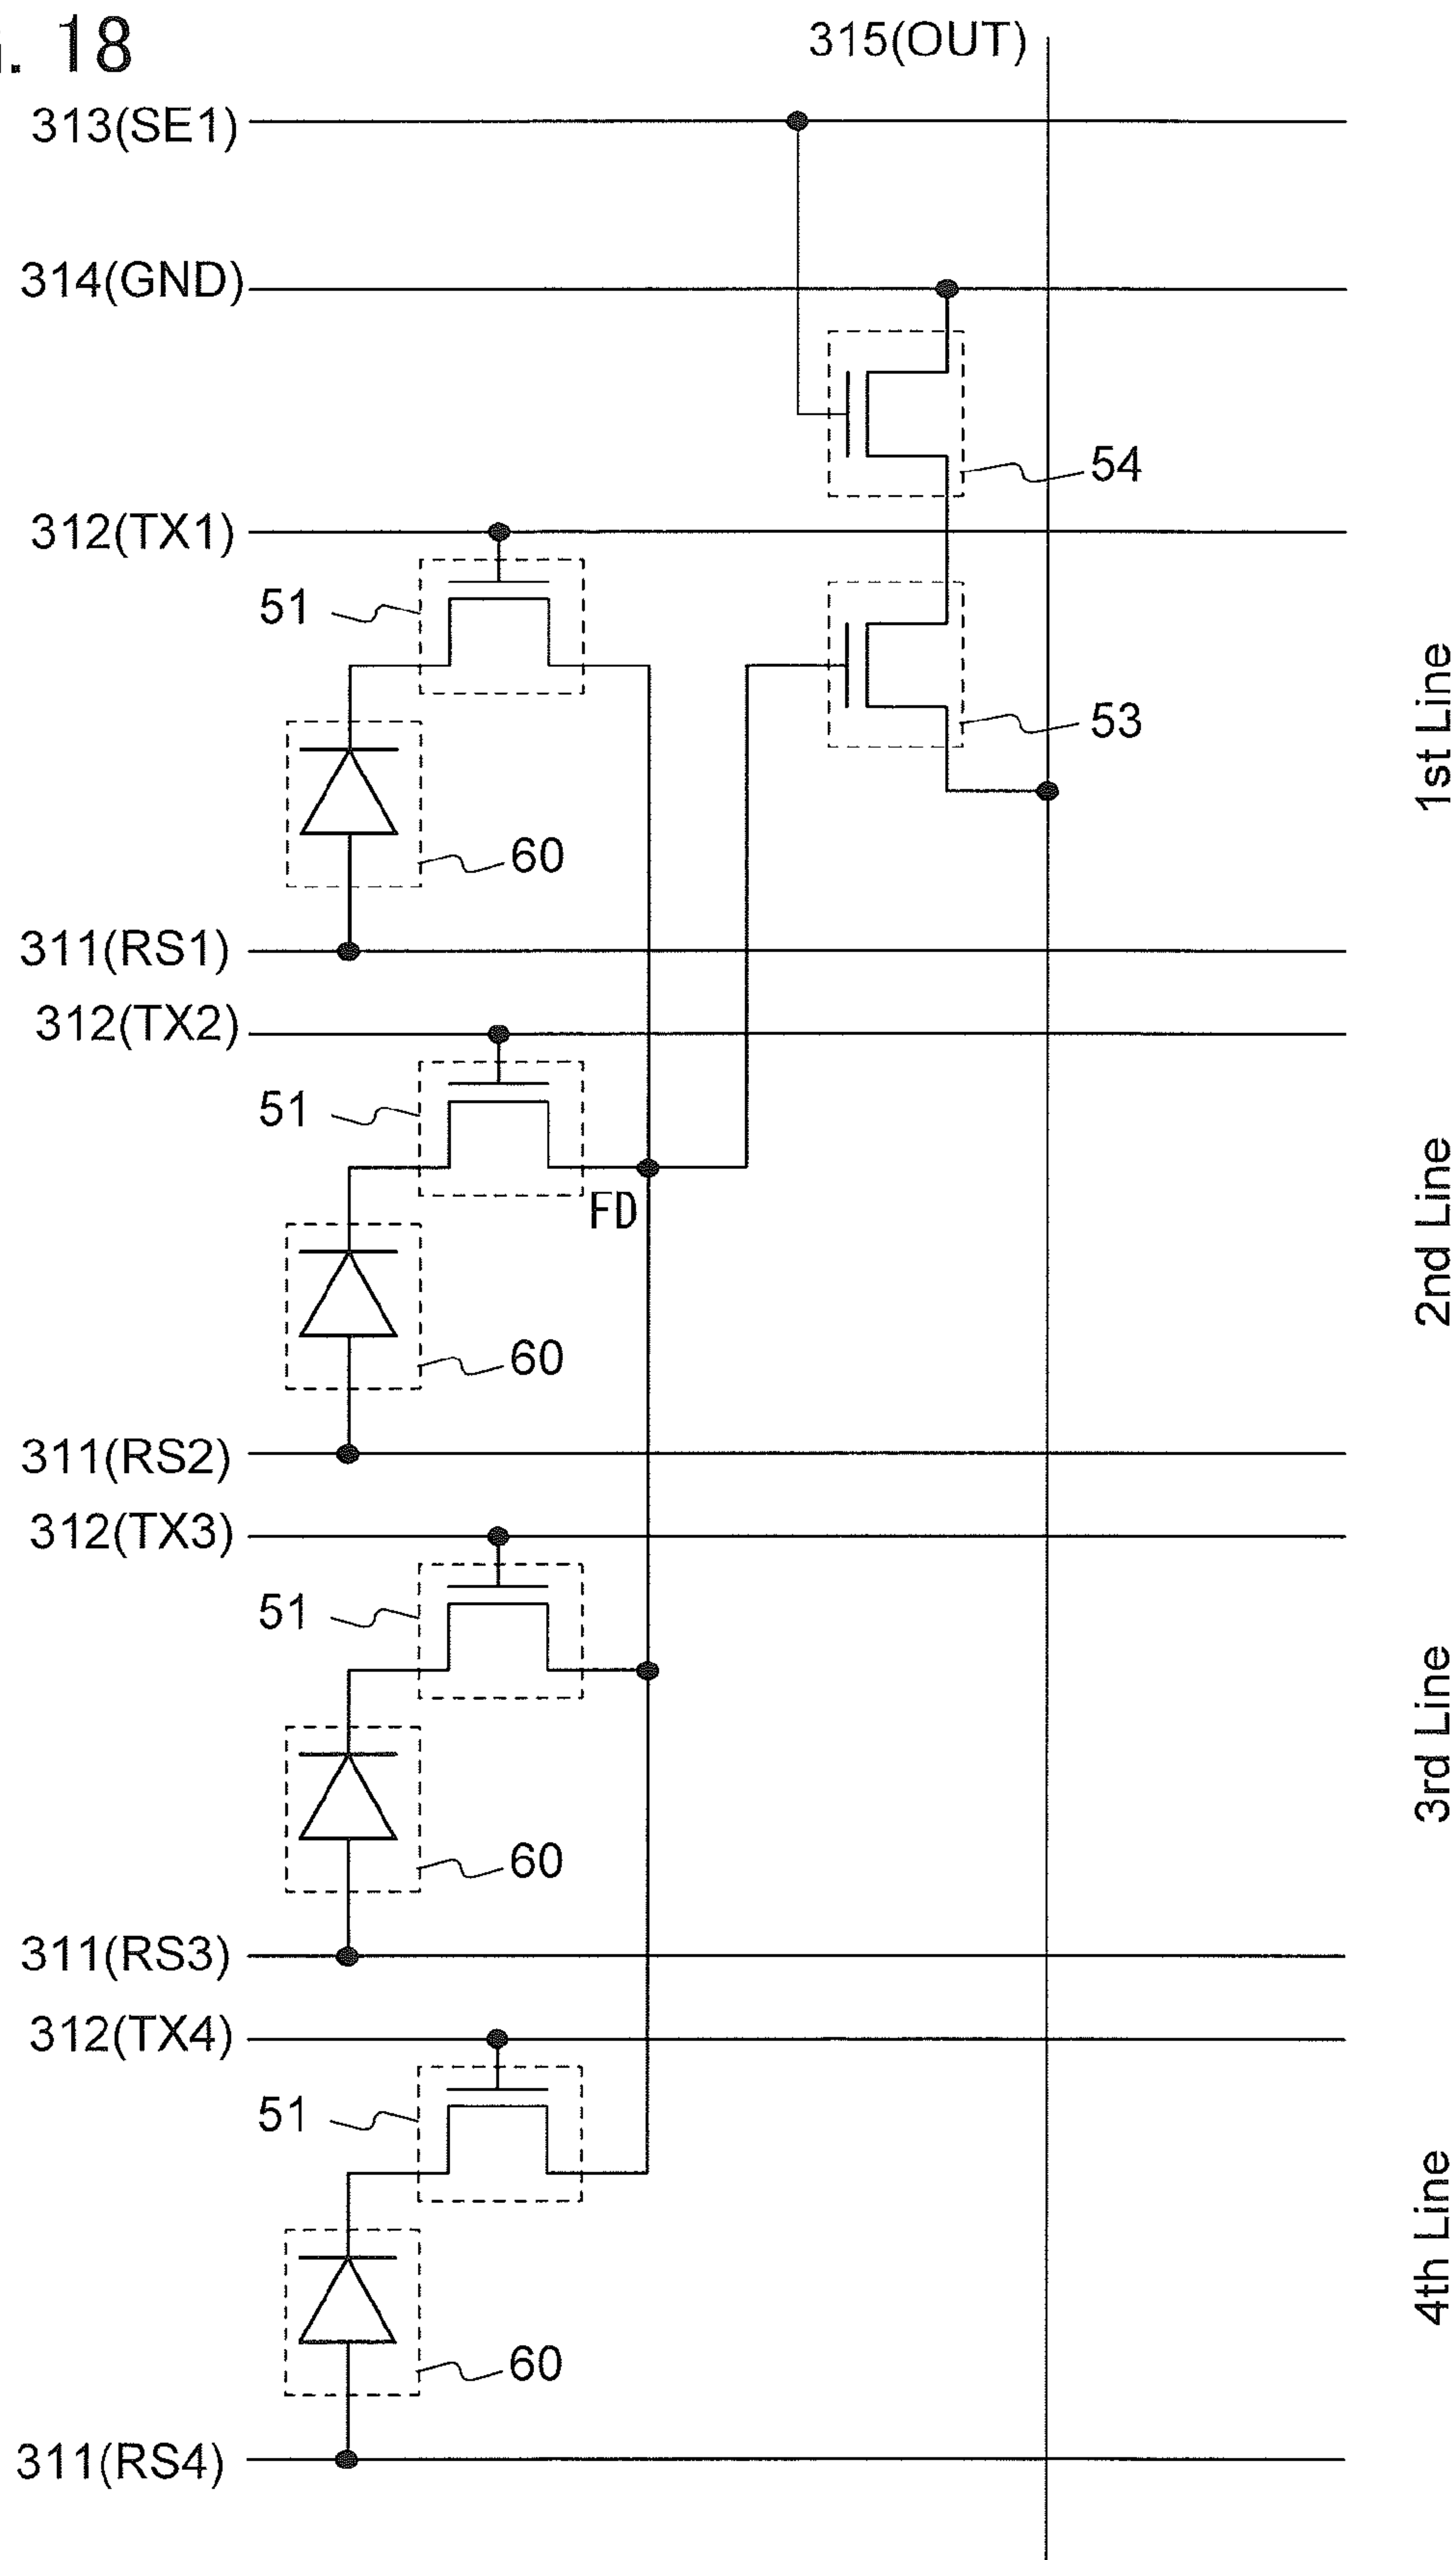 . 18
315(OUT)
313(SE1)
314(GND)
54
312(TX1)
51
53
1st Line
60
311(RS1)
312(TX2)
51
FD
2nd Line
60
311(RS2)
312(TX3)
51
3rd Line
60
311(RS3)
312(TX4)
51
4th Line
60
311(RS4)